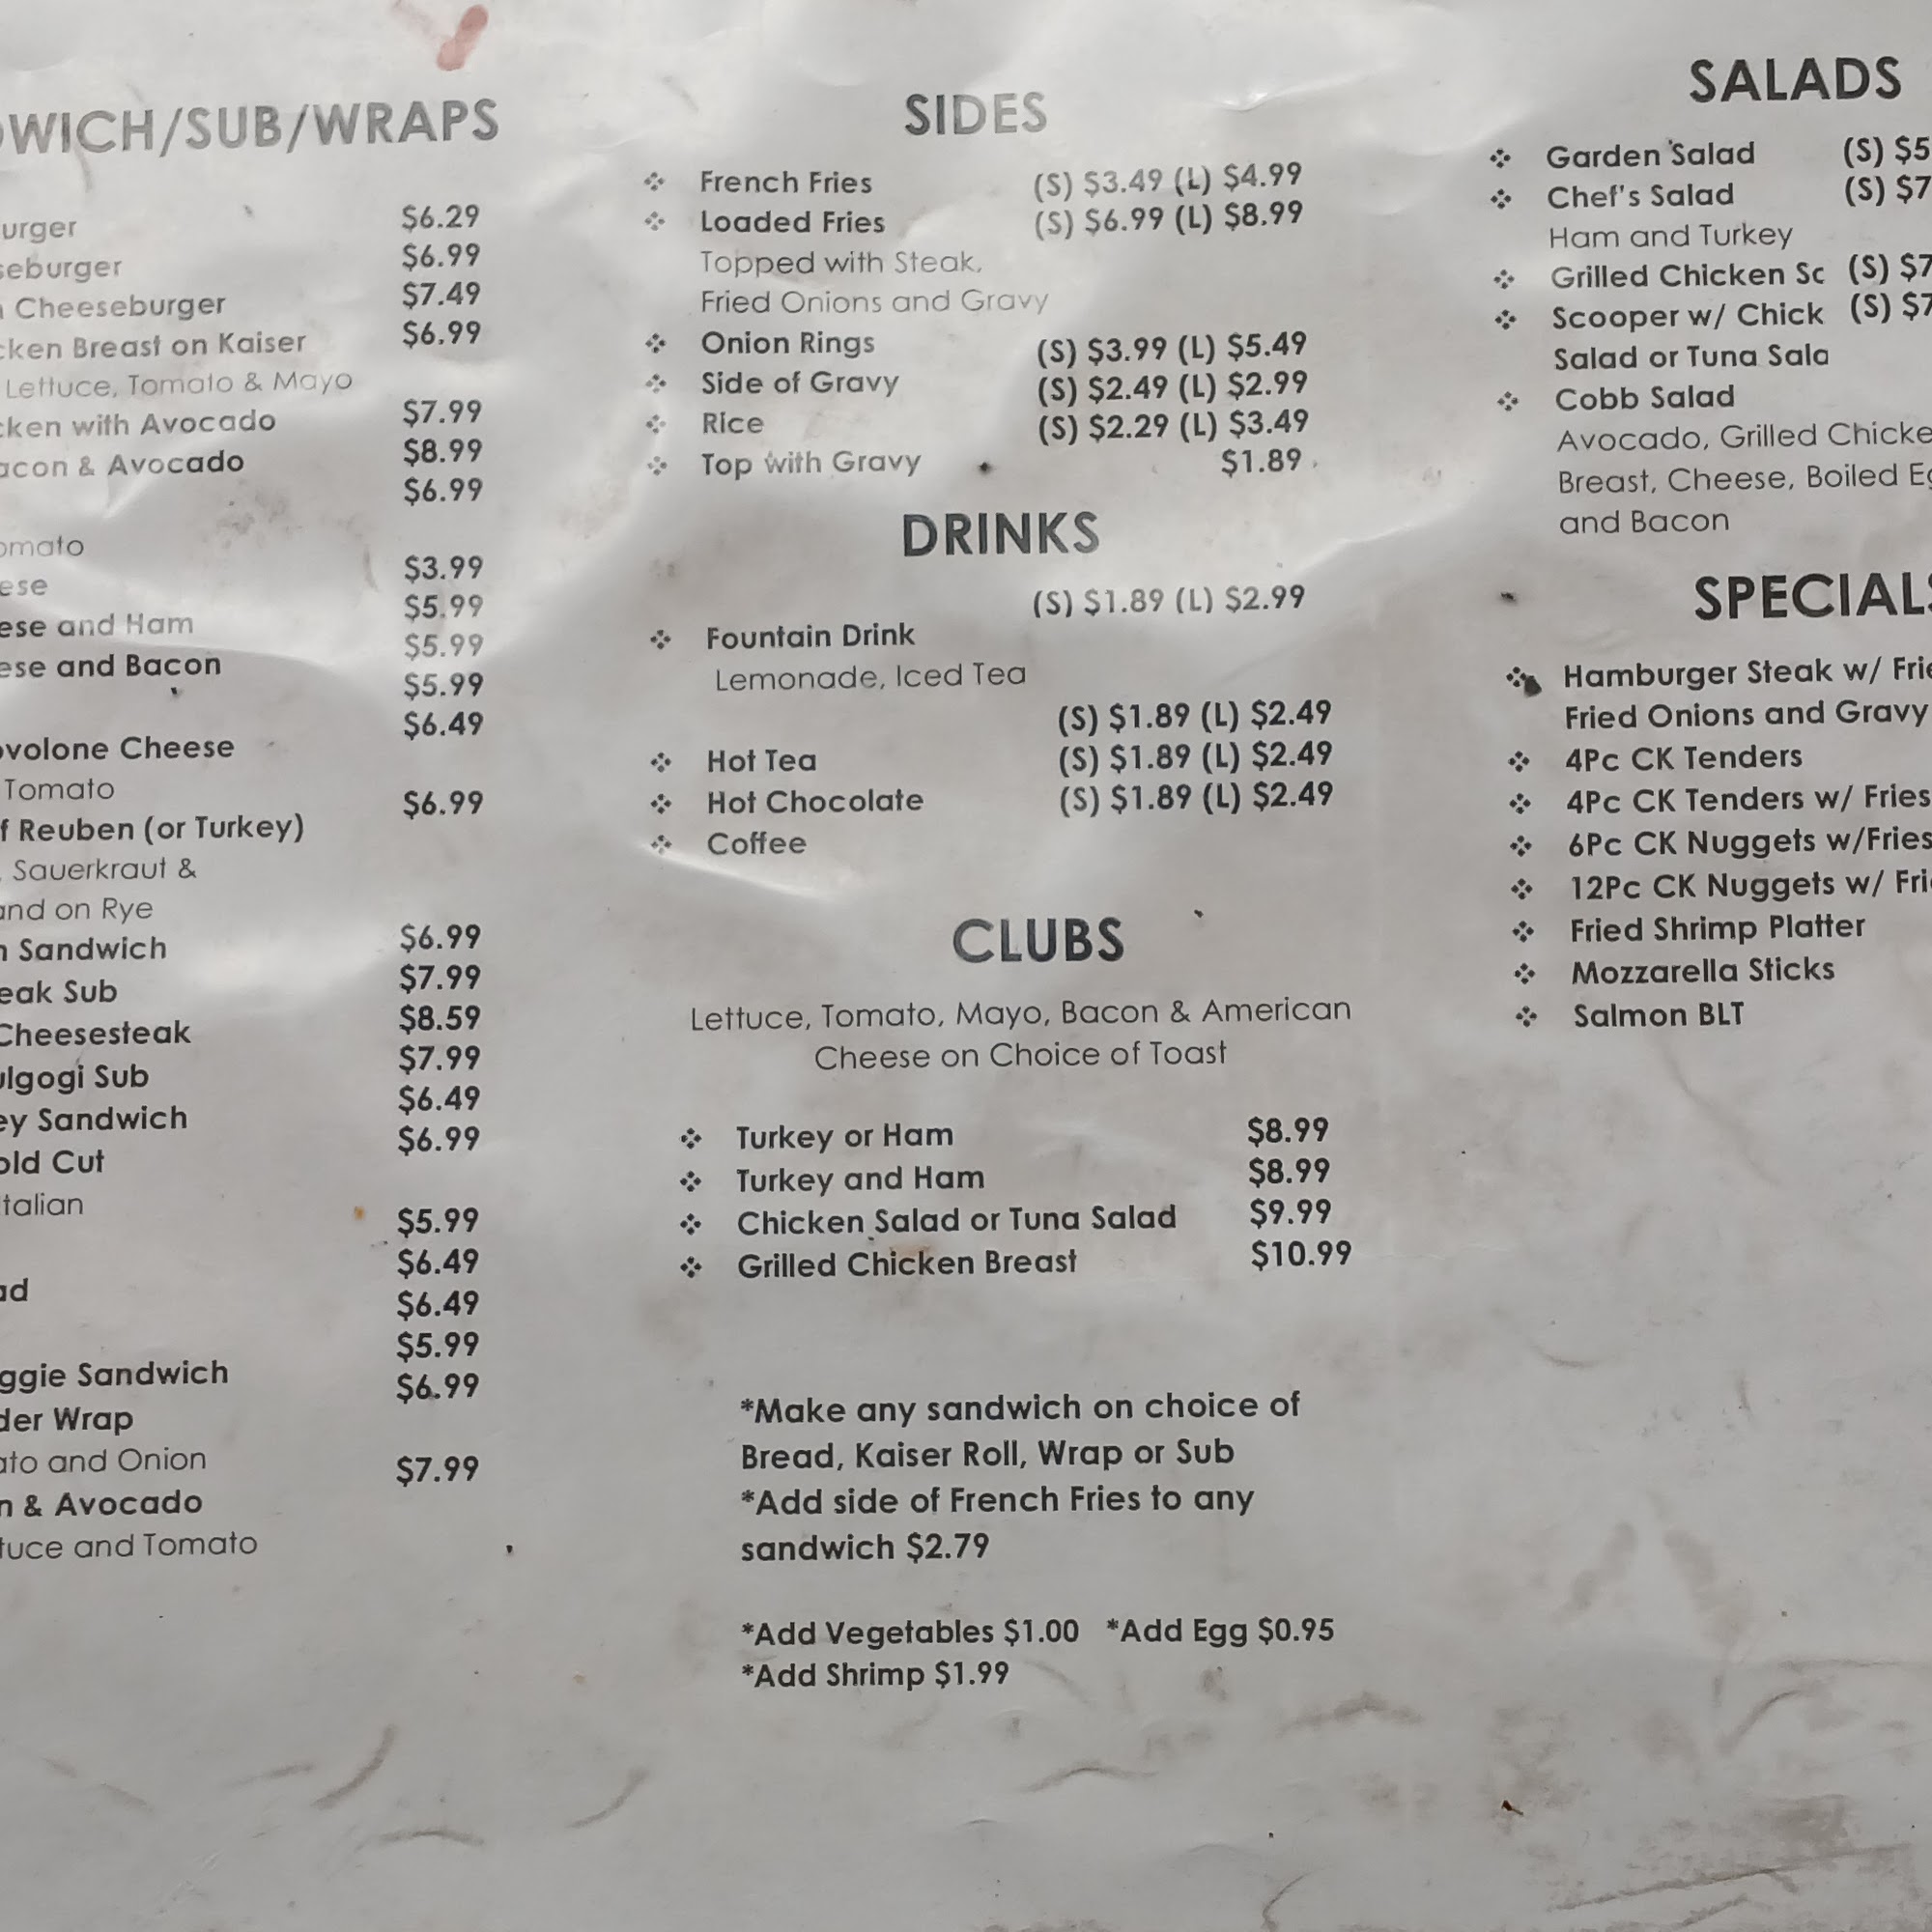 WICH/SUB/WRAPS
urger $6.29
seburger $6.99
Cheeseburger $7.49
cken Breast on Kaiser $6.99
Lettuce, Tomato & Mayo
cken with Avocado $7.99
acon & Avocado $8.99
$6.99
omato
ese $3.99
ese and Ham $5.99
ese and Bacon $5.99
$5.99
ovolone Cheese $6.49
Tomato
f Reuben (or Turkey) $6.99
Sauerkraut &
and on Rye
n Sandwich $6.99
eak Sub $7.99
Cheesesteak $8.59
ulgogi Sub $7.99
ey Sandwich $6.49
old Cut $6.99
talian
$5.99
ad $6.49
$6.49
ggie Sandwich $5.99
der Wrap $6.99
ato and Onion
n & Avocado $7.99
tuce and Tomato
SIDES
❖ French Fries (S) $3.49 (L) $4.99
❖ Loaded Fries (S) $6.99 (L) $8.99
Topped with Steak,
Fried Onions and Gravy
❖ Onion Rings (S) $3.99 (L) $5.49
❖ Side of Gravy (S) $2.49 (L) $2.99
❖ Rice (S) $2.29 (L) $3.49
❖ Top with Gravy $1.89
DRINKS
(S) $1.89 (L) $2.99
❖ Fountain Drink
Lemonade, Iced Tea
(S) $1.89 (L) $2.49
❖ Hot Tea (S) $1.89 (L) $2.49
❖ Hot Chocolate (S) $1.89 (L) $2.49
❖ Coffee
CLUBS
Lettuce, Tomato, Mayo, Bacon & American
Cheese on Choice of Toast
❖ Turkey or Ham $8.99
❖ Turkey and Ham $8.99
❖ Chicken Salad or Tuna Salad $9.99
❖ Grilled Chicken Breast $10.99
*Make any sandwich on choice of
Bread, Kaiser Roll, Wrap or Sub
*Add side of French Fries to any
sandwich $2.79
*Add Vegetables $1.00 *Add Egg $0.95
*Add Shrimp $1.99
SALADS
❖ Garden Salad (S) $5
❖ Chef's Salad (S) $7
Ham and Turkey
❖ Grilled Chicken Sc (S) $7
❖ Scooper w/ Chick (S) $7
Salad or Tuna Sala
❖ Cobb Salad
Avocado, Grilled Chicke
Breast, Cheese, Boiled Eg
and Bacon
SPECIALS
❖ Hamburger Steak w/ Frie
Fried Onions and Gravy
❖ 4Pc CK Tenders
❖ 4Pc CK Tenders w/ Fries
❖ 6Pc CK Nuggets w/Fries
❖ 12Pc CK Nuggets w/ Fri
❖ Fried Shrimp Platter
❖ Mozzarella Sticks
❖ Salmon BLT